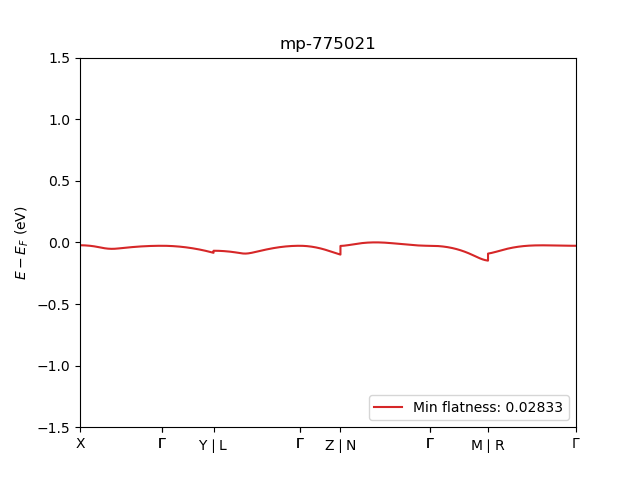 mp-775021
1.5
1.0
0.5
0.0
−0.5
−1.0
−1.5
E − E_F (eV)
Min flatness: 0.02833
X Γ Y | L Γ Z | N Γ M | R Γ